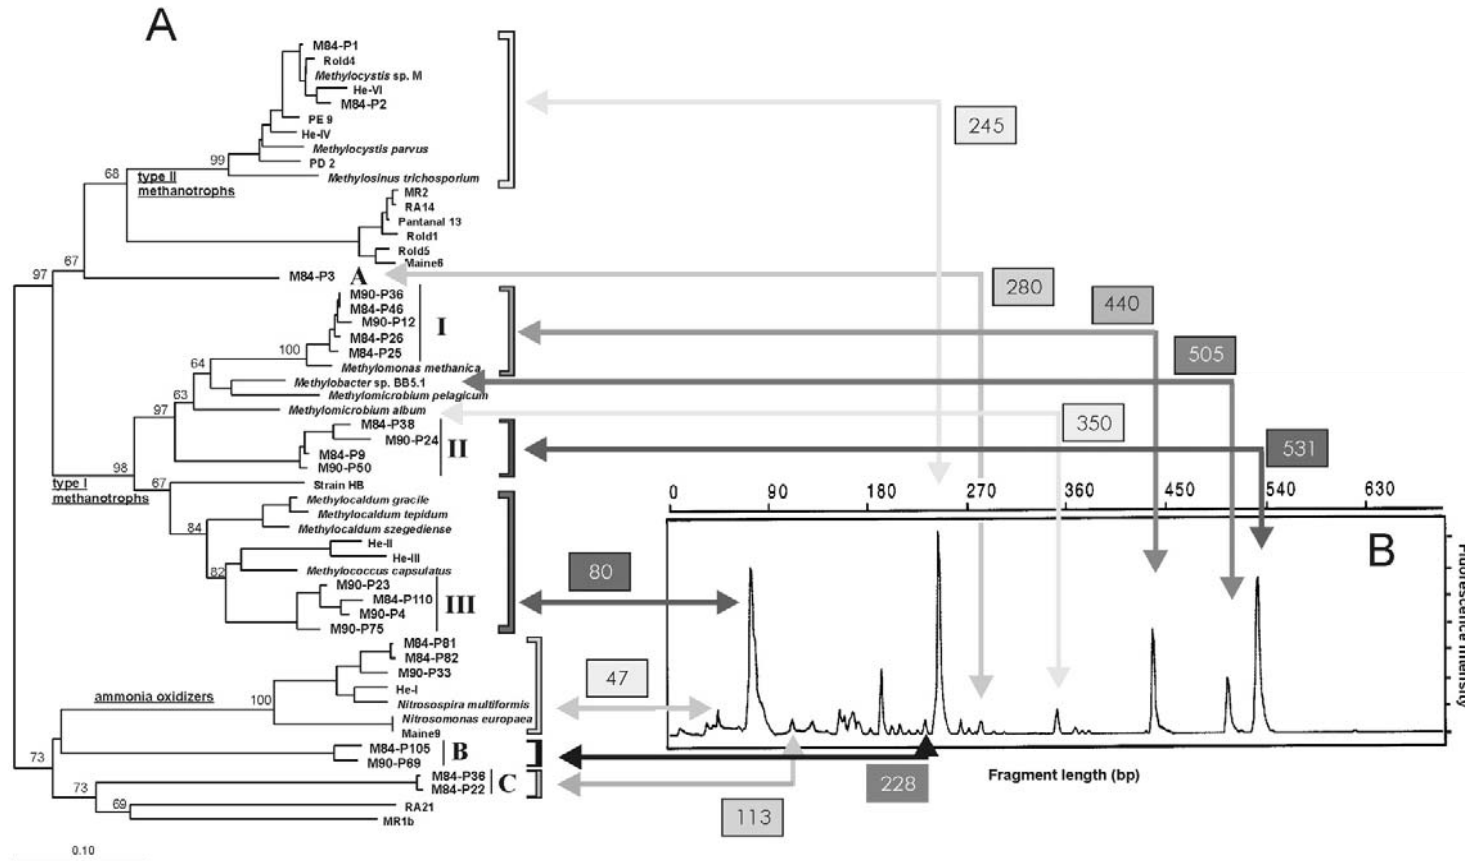 A
M84-P1
Rold4
Methylocystis sp. M
He-VI
M84-P2
PE 9
He-IV
Methylocystis parvus
PD 2
Methylosinus trichosporium
99
68
type II
methanotrophs
MR2
RA14
Pantanal 13
Rold1
Rold5
Maine6
67
97
M84-P3
A
M90-P36
M84-P46
M90-P12
M84-P26
M84-P25
I
100
Methylomonas methanica
64
Methylobacter sp. BB5.1
Methylomicrobium pelagicum
63
Methylomicrobium album
97
M84-P38
M90-P24
M84-P9
M90-P50
II
98
type I
methanotrophs
67
Strain HB
Methylocaldum gracile
Methylocaldum tepidum
Methylocaldum szegediense
84
He-II
He-III
Methylococcus capsulatus
82
M90-P23
M84-P110
M90-P4
M90-P75
III
M84-P81
M84-P82
M90-P33
He-I
Nitrosospira multiformis
Nitrosomonas europaea
Maine9
ammonia oxidizers
100
M84-P105
M90-P69
B
73
M84-P36
M84-P22
C
73
69
RA21
MR1b
0.10
245
280
440
505
350
531
80
47
228
113
0 90 180 270 360 450 540 630
B
Fluorescence intensity
Fragment length (bp)